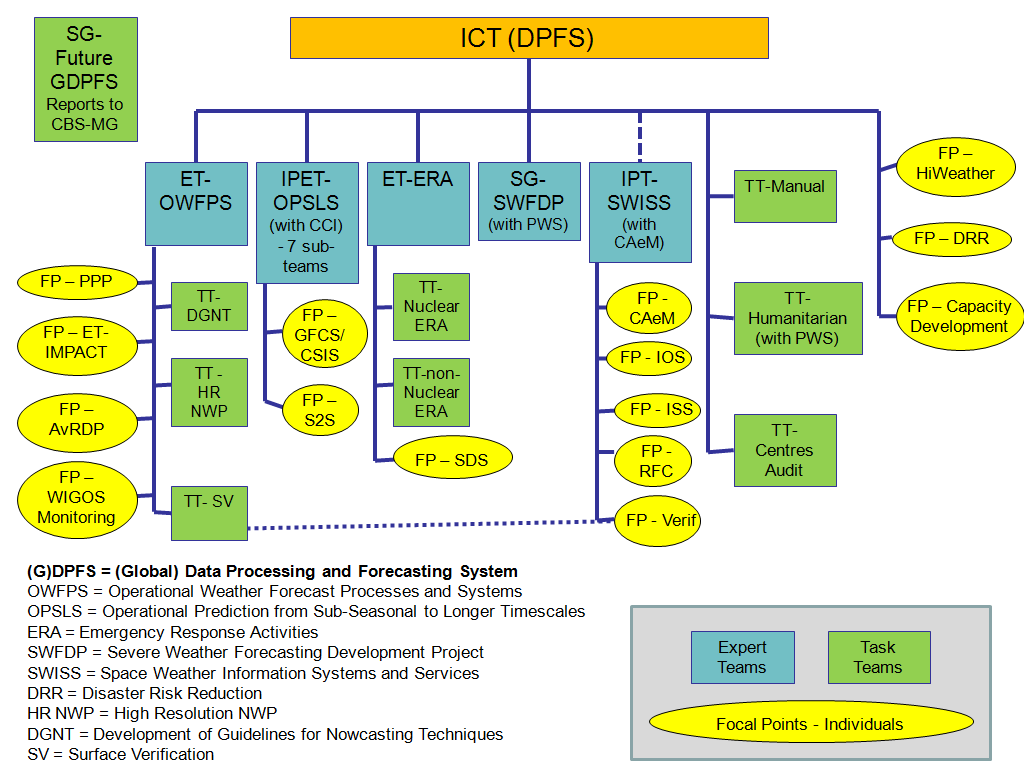 SG-
Future
GDPFS
Reports to
CBS-MG
ICT (DPFS)
ET-
OWFPS
IPET-
OPSLS
(with CCl)
- 7 sub-
teams
ET-ERA
SG-
SWFDP
(with PWS)
IPT-
SWISS
(with
CAeM)
TT-Manual
FP –
HiWeather
FP – DRR
FP – Capacity
Development
TT-
Humanitarian
(with PWS)
TT-
Centres
Audit
FP – PPP
FP – ET-
IMPACT
FP –
AvRDP
FP –
WIGOS
Monitoring
TT-
DGNT
TT -
HR
NWP
TT- SV
FP –
GFCS/
CSIS
FP –
S2S
TT-
Nuclear
ERA
TT-non-
Nuclear
ERA
FP – SDS
FP -
CAeM
FP - IOS
FP - ISS
FP -
RFC
FP - Verif
(G)DPFS = (Global) Data Processing and Forecasting System
OWFPS = Operational Weather Forecast Processes and Systems
OPSLS = Operational Prediction from Sub-Seasonal to Longer Timescales
ERA = Emergency Response Activities
SWFDP = Severe Weather Forecasting Development Project
SWISS = Space Weather Information Systems and Services
DRR = Disaster Risk Reduction
HR NWP = High Resolution NWP
DGNT = Development of Guidelines for Nowcasting Techniques
SV = Surface Verification
Expert
Teams
Task
Teams
Focal Points - Individuals